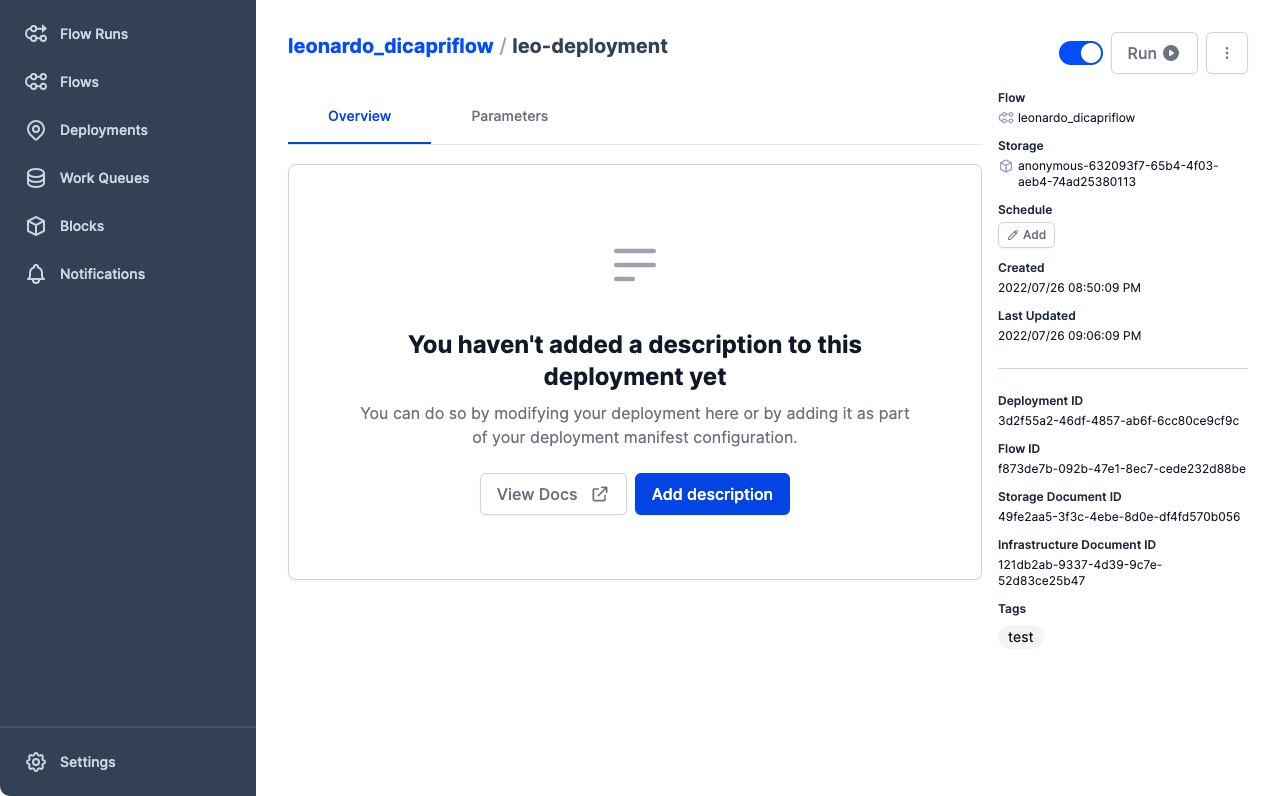 Flow Runs
Flows
Deployments
Work Queues
Blocks
Notifications
Settings
leonardo_dicapriflow / leo-deployment
Run
Overview
Parameters
You haven't added a description to this
deployment yet
You can do so by modifying your deployment here or by adding it as part
of your deployment manifest configuration.
View Docs
Add description
Flow
leonardo_dicapriflow
Storage
anonymous-632093f7-65b4-4f03-
aeb4-74ad25380113
Schedule
Add
Created
2022/07/26 08:50:09 PM
Last Updated
2022/07/26 09:06:09 PM
Deployment ID
3d2f55a2-46df-4857-ab6f-6cc80ce9cf9c
Flow ID
f873de7b-092b-47e1-8ec7-cede232d88be
Storage Document ID
49fe2aa5-3f3c-4ebe-8d0e-df4fd570b056
Infrastructure Document ID
121db2ab-9337-4d39-9c7e-
52d83ce25b47
Tags
test